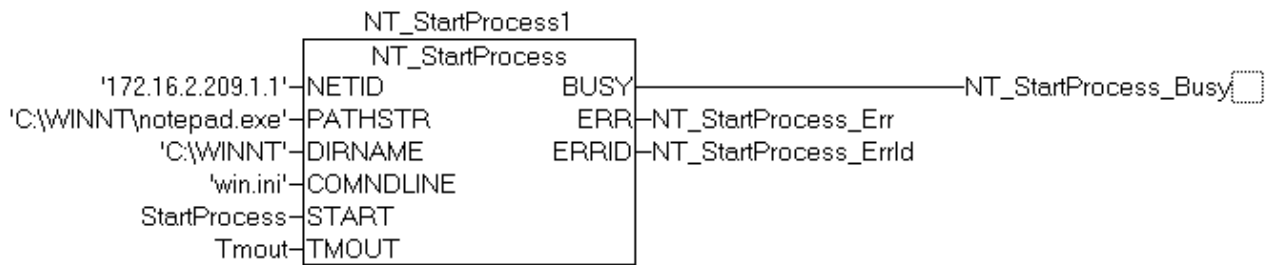 NT_StartProcess1
NT_StartProcess
'172.16.2.209.1.1' NETID BUSY NT_StartProcess_Busy
'C:\WINNT\notepad.exe' PATHSTR ERR NT_StartProcess_Err
'C:\WINNT' DIRNAME ERRID NT_StartProcess_ErrId
'win.ini' COMNDLINE
StartProcess START
Tmout TMOUT